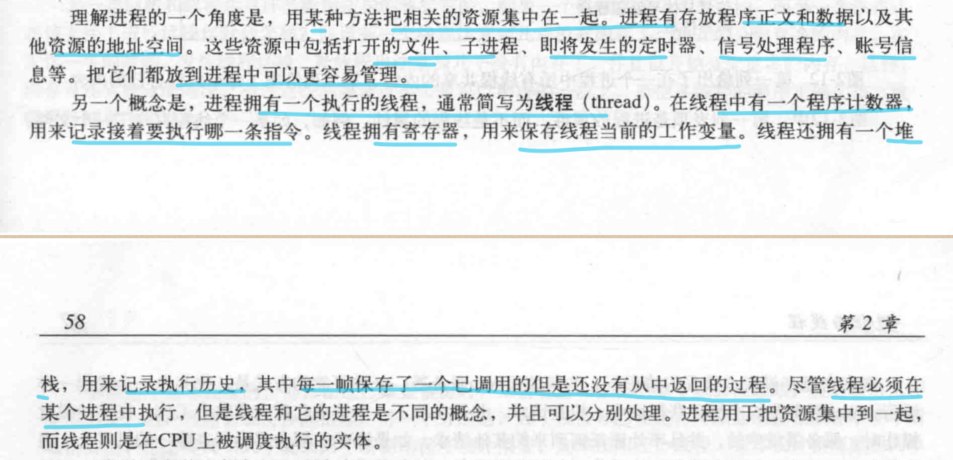 理解进程的一个角度是，用某种方法把相关的资源集中在一起。进程有存放程序正文和数据以及其
他资源的地址空间。这些资源中包括打开的文件、子进程、即将发生的定时器、信号处理程序、账号信
息等。把它们都放到进程中可以更容易管理。
另一个概念是，进程拥有一个执行的线程，通常简写为线程（thread）。在线程中有一个程序计数器，
用来记录接着要执行哪一条指令。线程拥有寄存器，用来保存线程当前的工作变量。线程还拥有一个堆
58 第2章
栈，用来记录执行历史，其中每一帧保存了一个已调用的但是还没有从中返回的过程。尽管线程必须在
某个进程中执行，但是线程和它的进程是不同的概念，并且可以分别处理。进程用于把资源集中到一起，
而线程则是在CPU上被调度执行的实体。